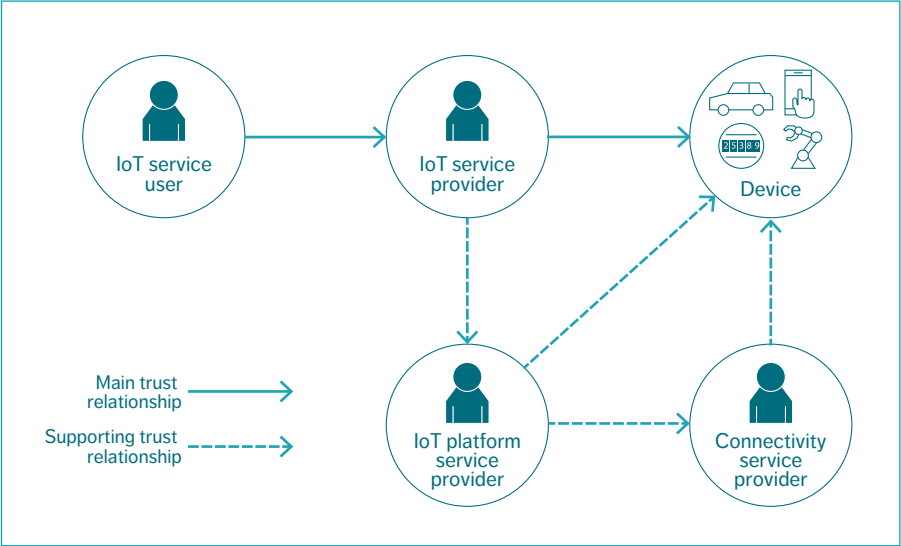 IoT service
user
IoT service
provider
25389
Device
Main trust
relationship
Supporting trust
relationship
IoT platform
service
provider
Connectivity
service
provider